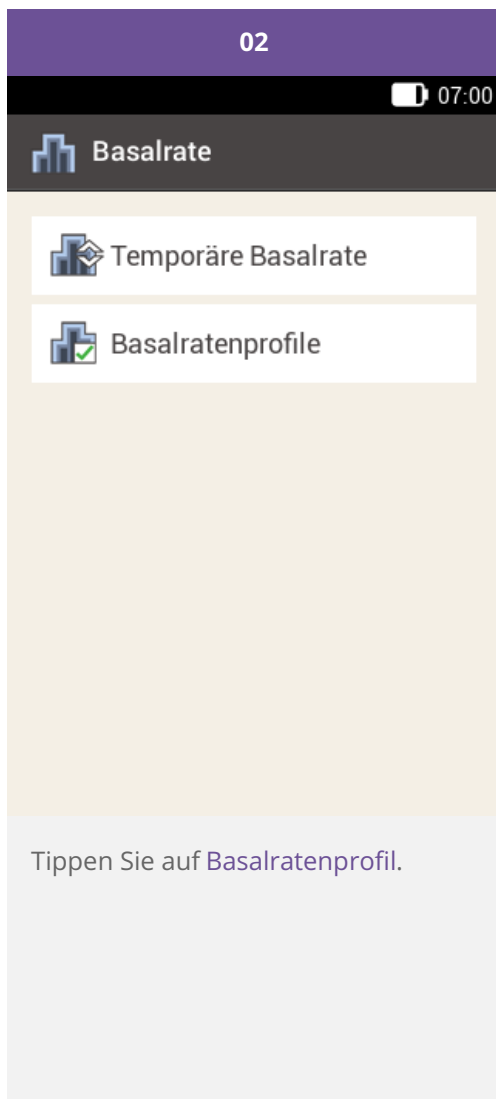 02
07:00
Basalrate
Temporäre Basalrate
Basalratenprofile
Tippen Sie auf Basalratenprofil.